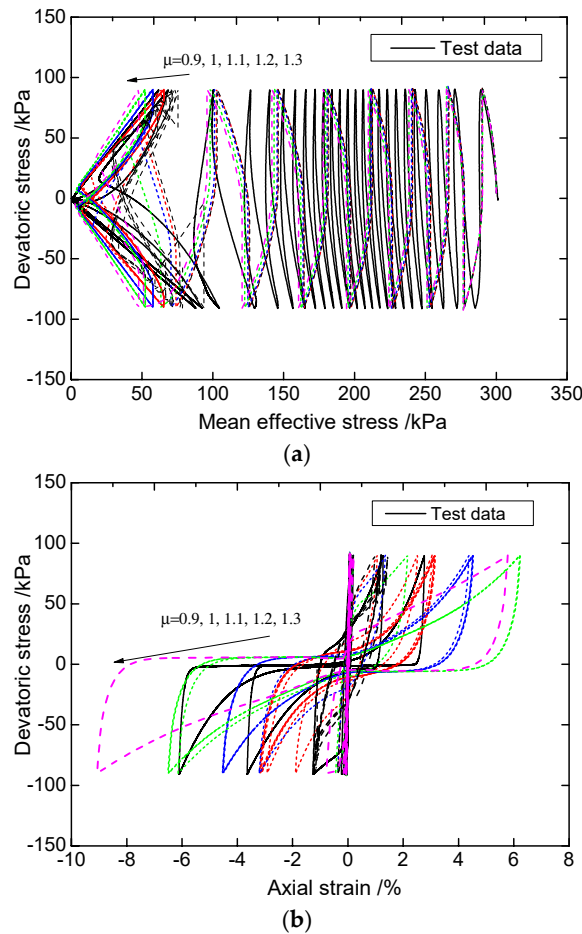 150
Test data
μ=0.9, 1, 1.1, 1.2, 1.3
100
50
0
-50
-100
-150
Devatoric stress /kPa
0 50 100 150 200 250 300 350
Mean effective stress /kPa
(a)
150
Test data
100
50
μ=0.9, 1, 1.1, 1.2, 1.3
0
-50
-100
-150
Devatoric stress /kPa
-10 -8 -6 -4 -2 0 2 4 6 8
Axial strain /%
(b)